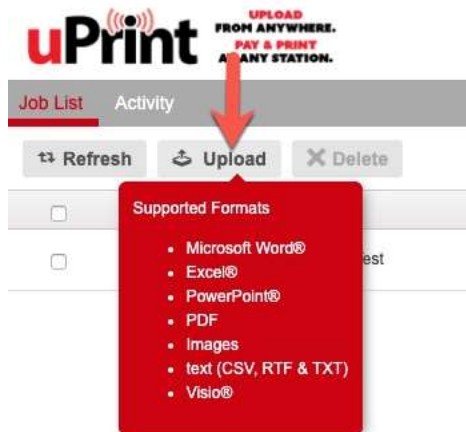 uPrint
UPLOAD
FROM ANYWHERE.
PAY & PRINT
AT ANY STATION.
Job List Activity
Refresh Upload Delete
Supported Formats
Microsoft Word®
Excel®
PowerPoint®
PDF
Images
text (CSV, RTF & TXT)
Visio®
est